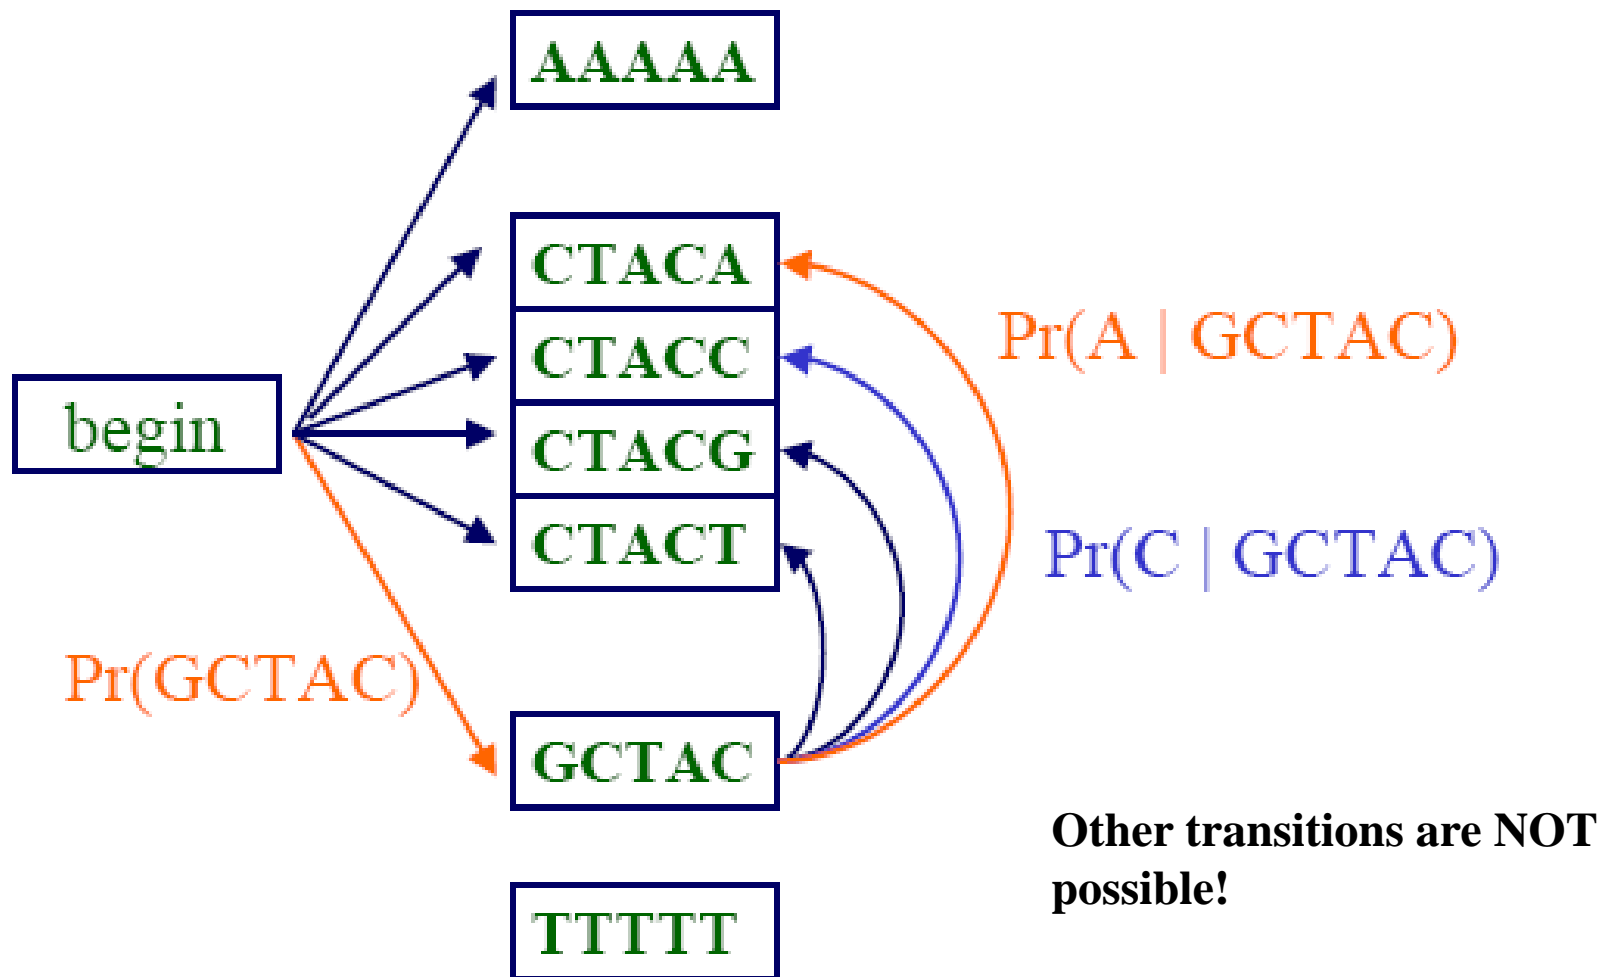 AAAAA
CTACA
Pr(A | GCTAC)
CTACC
begin
CTACG
CTACT
Pr(C | GCTAC)
Pr(GCTAC)
GCTAC
Other transitions are NOT
possible!
TTTTT